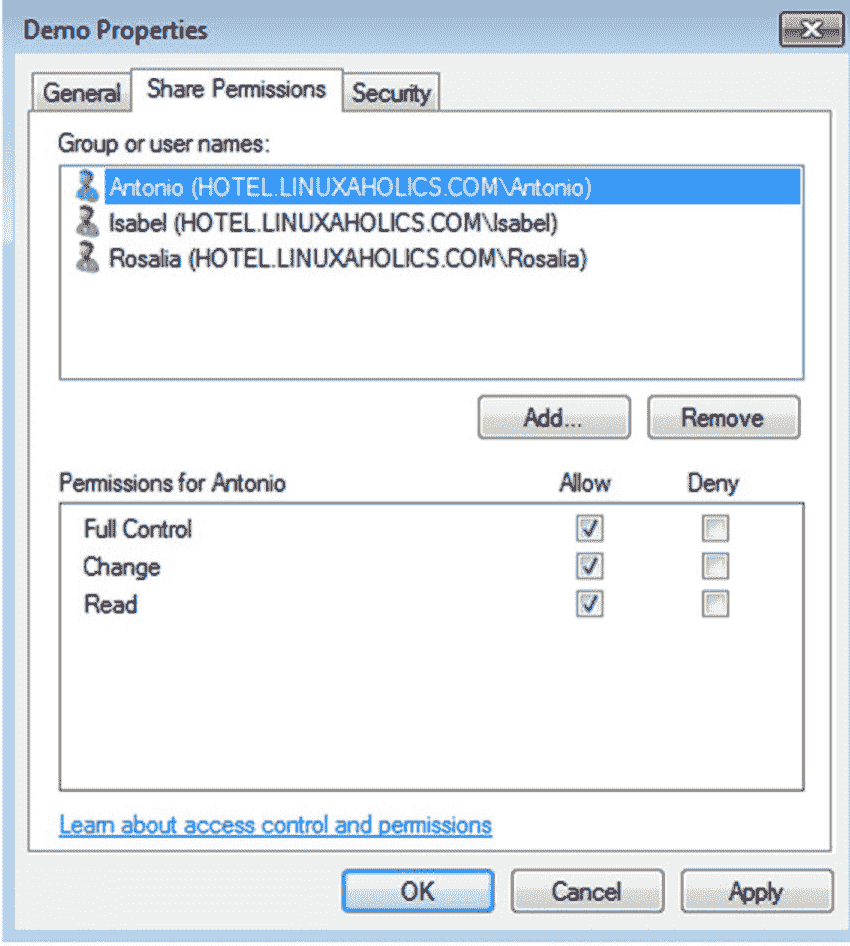 Demo Properties
General Share Permissions Security
Group or user names:
Antonio (HOTEL.LINUXAHOLICS.COM\Antonio)
Isabel (HOTEL.LINUXAHOLICS.COM\Isabel)
Rosalia (HOTEL.LINUXAHOLICS.COM\Rosalia)
Add... Remove
Permissions for Antonio Allow Deny
Full Control
Change
Read
Learn about access control and permissions
OK Cancel Apply